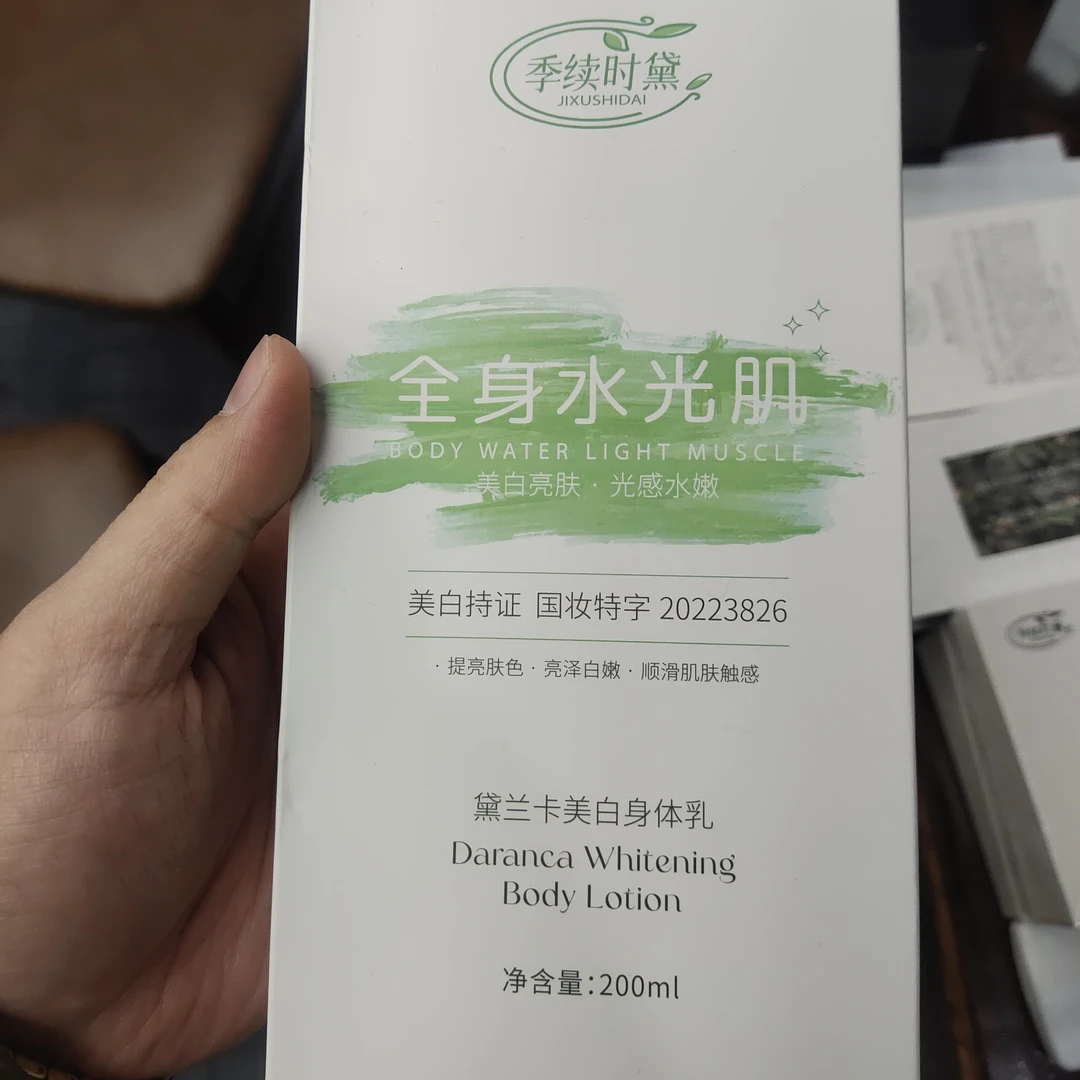 季续时黛
JIXUSHIDAI
全身水光肌
BODY WATER LIGHT MUSCLE
美白亮肤·光感水嫩
美白持证 国妆特字 20223826
·提亮肤色·亮泽白嫩·顺滑肌肤触感
黛兰卡美白身体乳
Daranca Whitening
Body Lotion
净含量:200ml